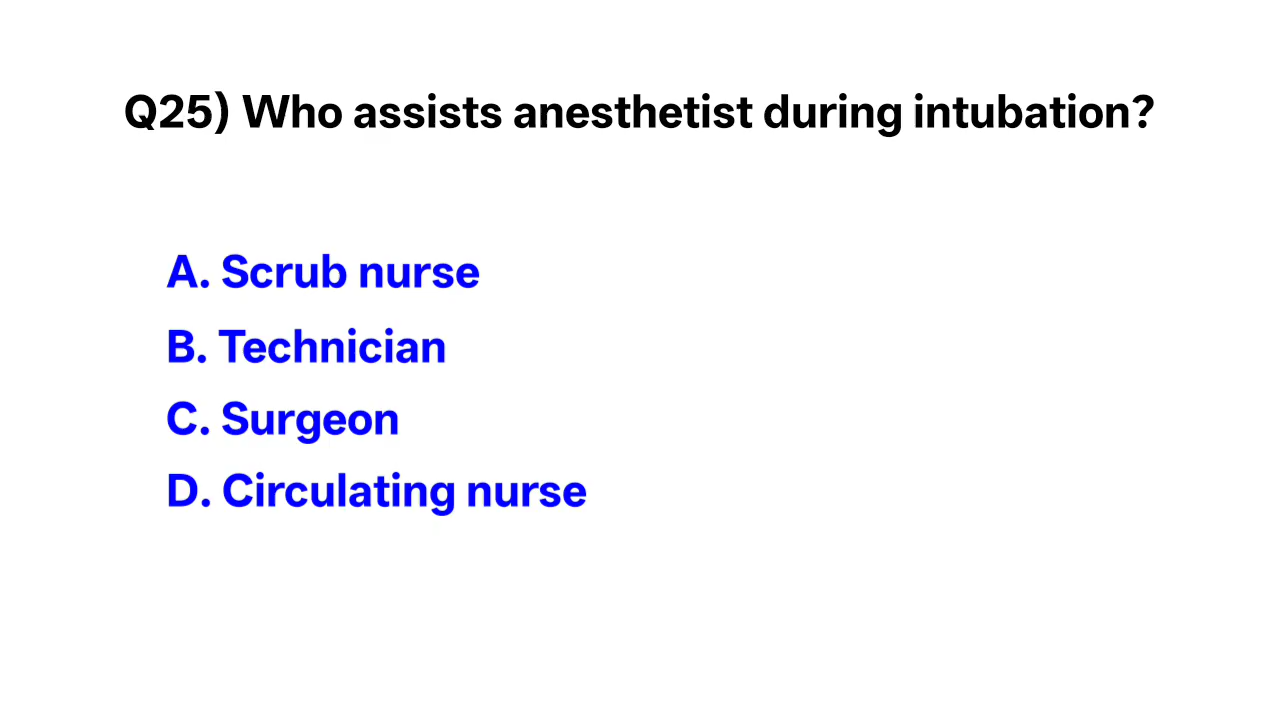 Q25) Who assists anesthetist during intubation?
A. Scrub nurse
B. Technician
C. Surgeon
D. Circulating nurse